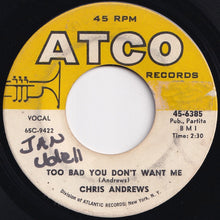 45 RPM
ATCO
RECORDS
VOCAL
65C-9422
JAN
Udell
45-6385
Pub., Partita
BMI
Time: 2:30
TOO BAD YOU DON'T WANT ME
(Andrews)
CHRIS ANDREWS
Division of ATLANTIC RECORDS, New York, N.Y.